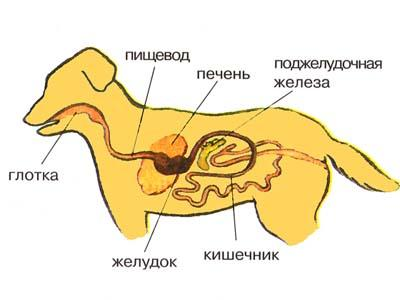 пищевод
печень
поджелудочная
железа
глотка
желудок
кишечник